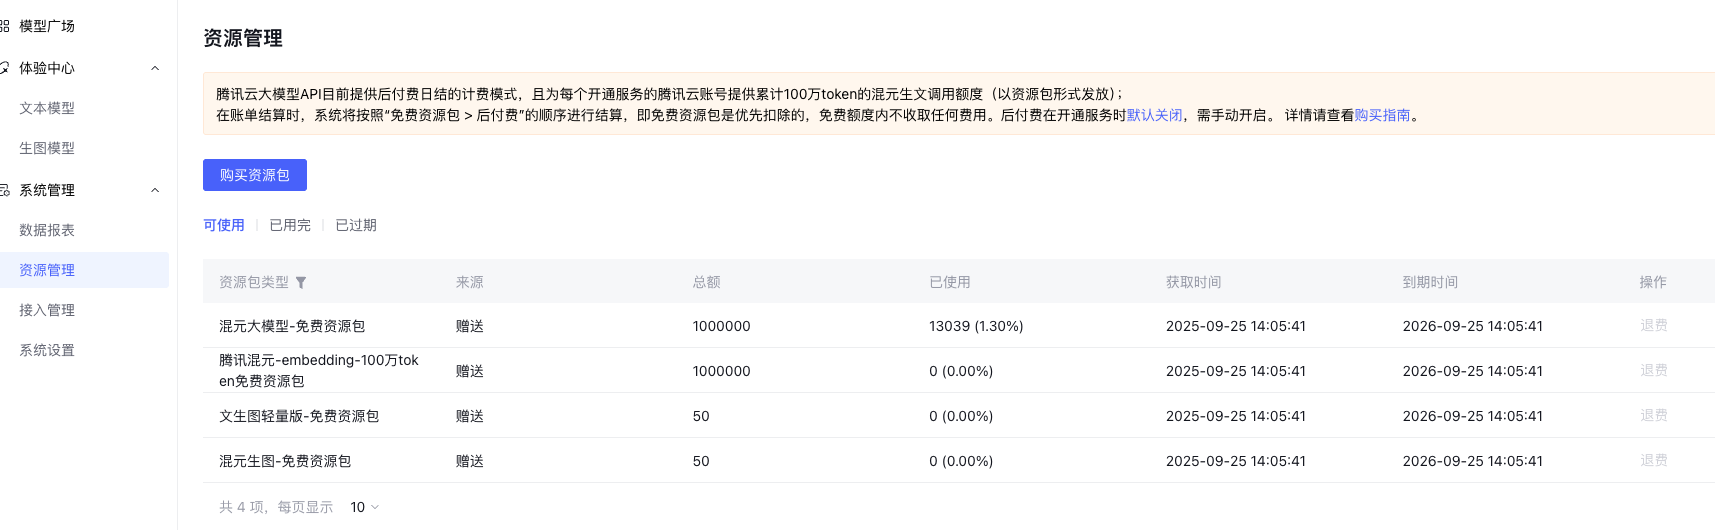 模型广场
体验中心
文本模型
生图模型
系统管理
数据报表
资源管理
接入管理
系统设置
资源管理
腾讯云大模型API目前提供后付费日结的计费模式，且为每个开通服务的腾讯云账号提供累计100万token的混元生文调用额度（以资源包形式发放）；
在账单结算时，系统将按照“免费资源包 > 后付费”的顺序进行结算，即免费资源包是优先扣除的，免费额度内不收取任何费用。后付费在开通服务时默认关闭，需手动开启。 详情请查看购买指南。
购买资源包
可使用 已用完 已过期
资源包类型 来源 总额 已使用 获取时间 到期时间 操作
混元大模型-免费资源包 赠送 1000000 13039 (1.30%) 2025-09-25 14:05:41 2026-09-25 14:05:41 退费
腾讯混元-embedding-100万tok
en免费资源包 赠送 1000000 0 (0.00%) 2025-09-25 14:05:41 2026-09-25 14:05:41 退费
文生图轻量版-免费资源包 赠送 50 0 (0.00%) 2025-09-25 14:05:41 2026-09-25 14:05:41 退费
混元生图-免费资源包 赠送 50 0 (0.00%) 2025-09-25 14:05:41 2026-09-25 14:05:41 退费
共 4 项，每页显示 10